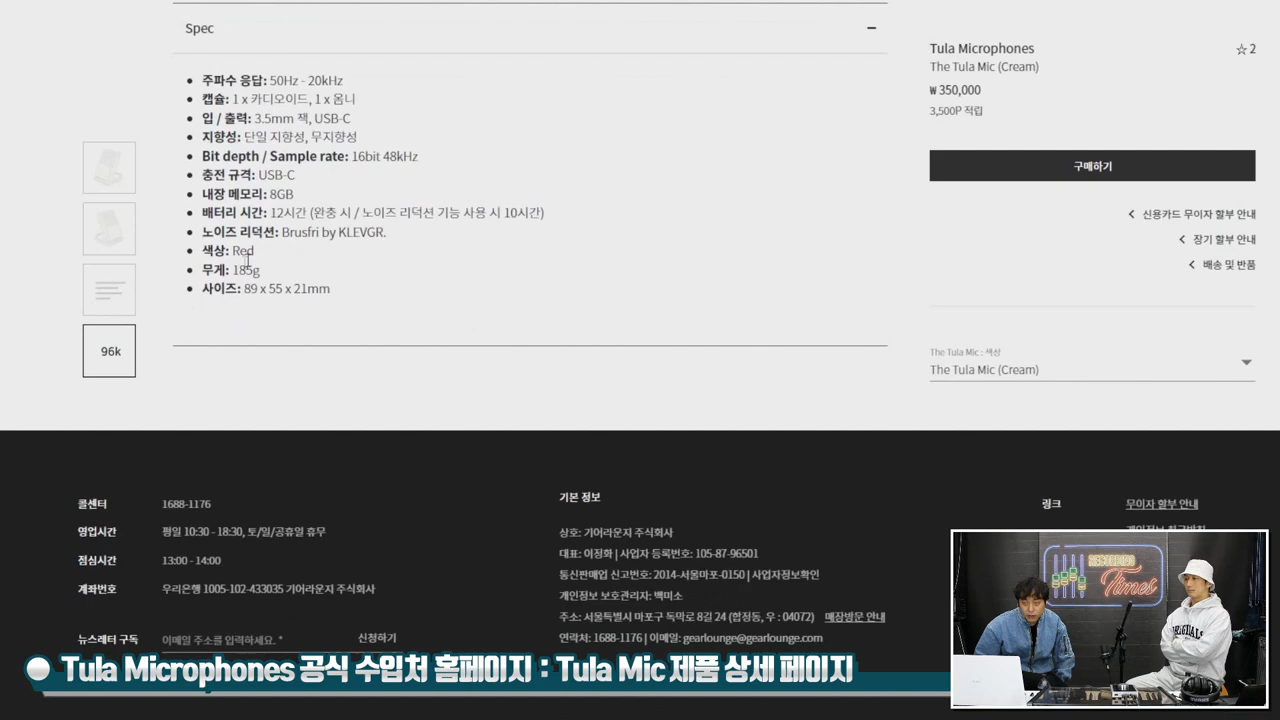 Spec
주파수 응답: 50Hz - 20kHz
캡슐: 1 x 카디오이드, 1 x 옴니
입 / 출력: 3.5mm 잭, USB-C
지향성: 단일 지향성, 무지향성
Bit depth / Sample rate: 16bit 48kHz
충전 규격: USB-C
내장 메모리: 8GB
배터리 시간: 12시간 (완충 시 / 노이즈 리덕션 기능 사용 시 10시간)
노이즈 리덕션: Brusfri by KLEVGR.
색상: Red
무게: 185g
사이즈: 89 x 55 x 21mm
96k
Tula Microphones
☆2
The Tula Mic (Cream)
₩ 350,000
3,500P 적립
구매하기
신용카드 무이자 할부 안내
장기 할부 안내
배송 및 반품
The Tula Mic : 색상
The Tula Mic (Cream)
콜센터 1688-1176
영업시간 평일 10:30 - 18:30, 토/일/공휴일 휴무
점심시간 13:00 - 14:00
계좌번호 우리은행 1005-102-433035 기어라운지 주식회사
뉴스레터 구독 이메일 주소를 입력하세요. * 신청하기
기본 정보
상호: 기어라운지 주식회사
대표: 이정화 | 사업자 등록번호: 105-87-96501
통신판매업 신고번호: 2014-서울마포-0150 | 사업자정보확인
개인정보 보호관리자: 백미소
주소: 서울특별시 마포구 독막로 8길 24 (합정동, 우 : 04072) 매장방문 안내
연락처: 1688-1176 | 이메일: gearlounge@gearlounge.com
링크 무이자 할부 안내
RECORDING
Times
ORIGINALS
Tula Microphones 공식 수입처 홈페이지 : Tula Mic 제품 상세 페이지